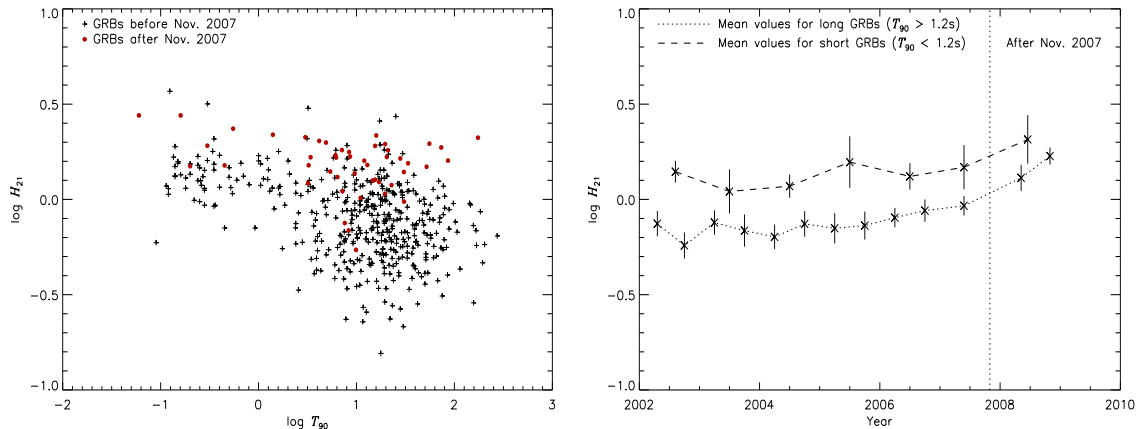 GRBs before Nov. 2007
GRBs after Nov. 2007
1.0
0.5
0.0
−0.5
−1.0
log H21
−2
−1
0
1
2
3
log T90
Mean values for long GRBs (T90 > 1.2s)
Mean values for short GRBs (T90 < 1.2s)
After Nov. 2007
1.0
0.5
0.0
−0.5
−1.0
log H21
2002
2004
2006
2008
2010
Year